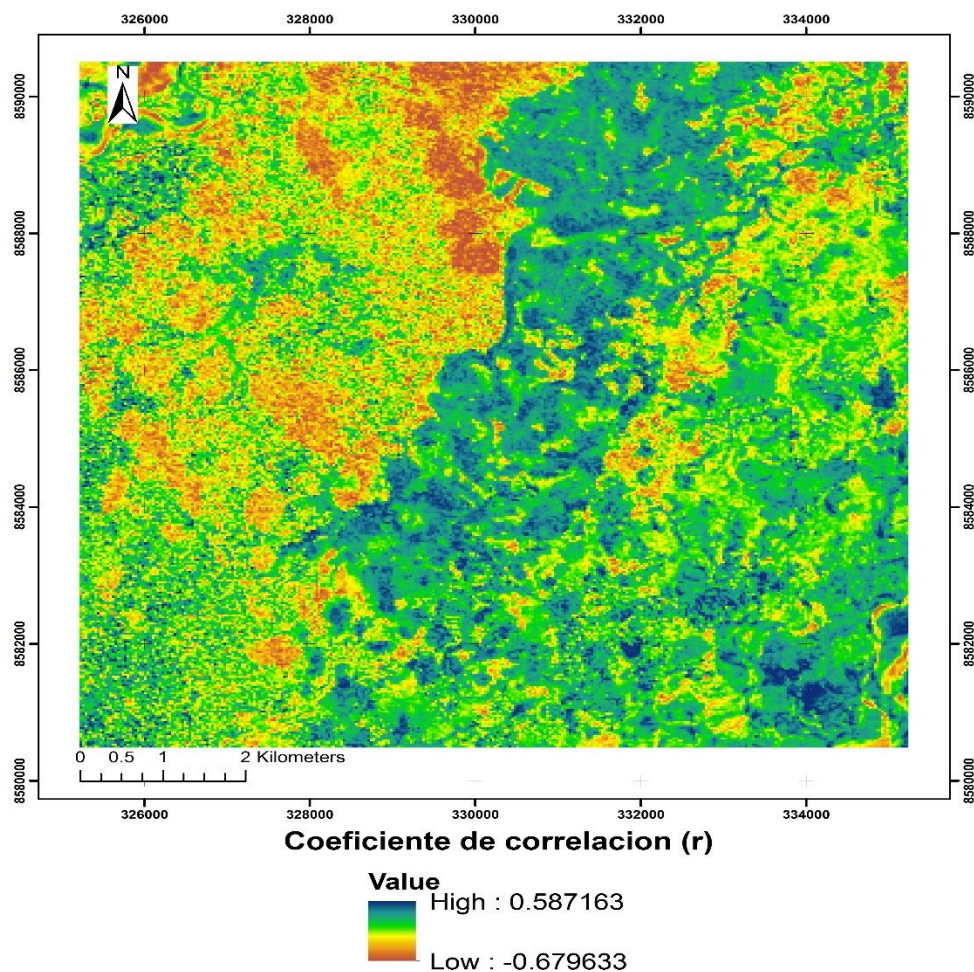 326000 328000 330000 332000 334000
N
8590000 8590000
8588000 8588000
8586000 8586000
8584000 8584000
8582000 8582000
8580000 8580000
0 0.5 1 2 Kilometers
326000 328000 330000 332000 334000
Coeficiente de correlacion (r)
Value
High : 0.587163
Low : -0.679633